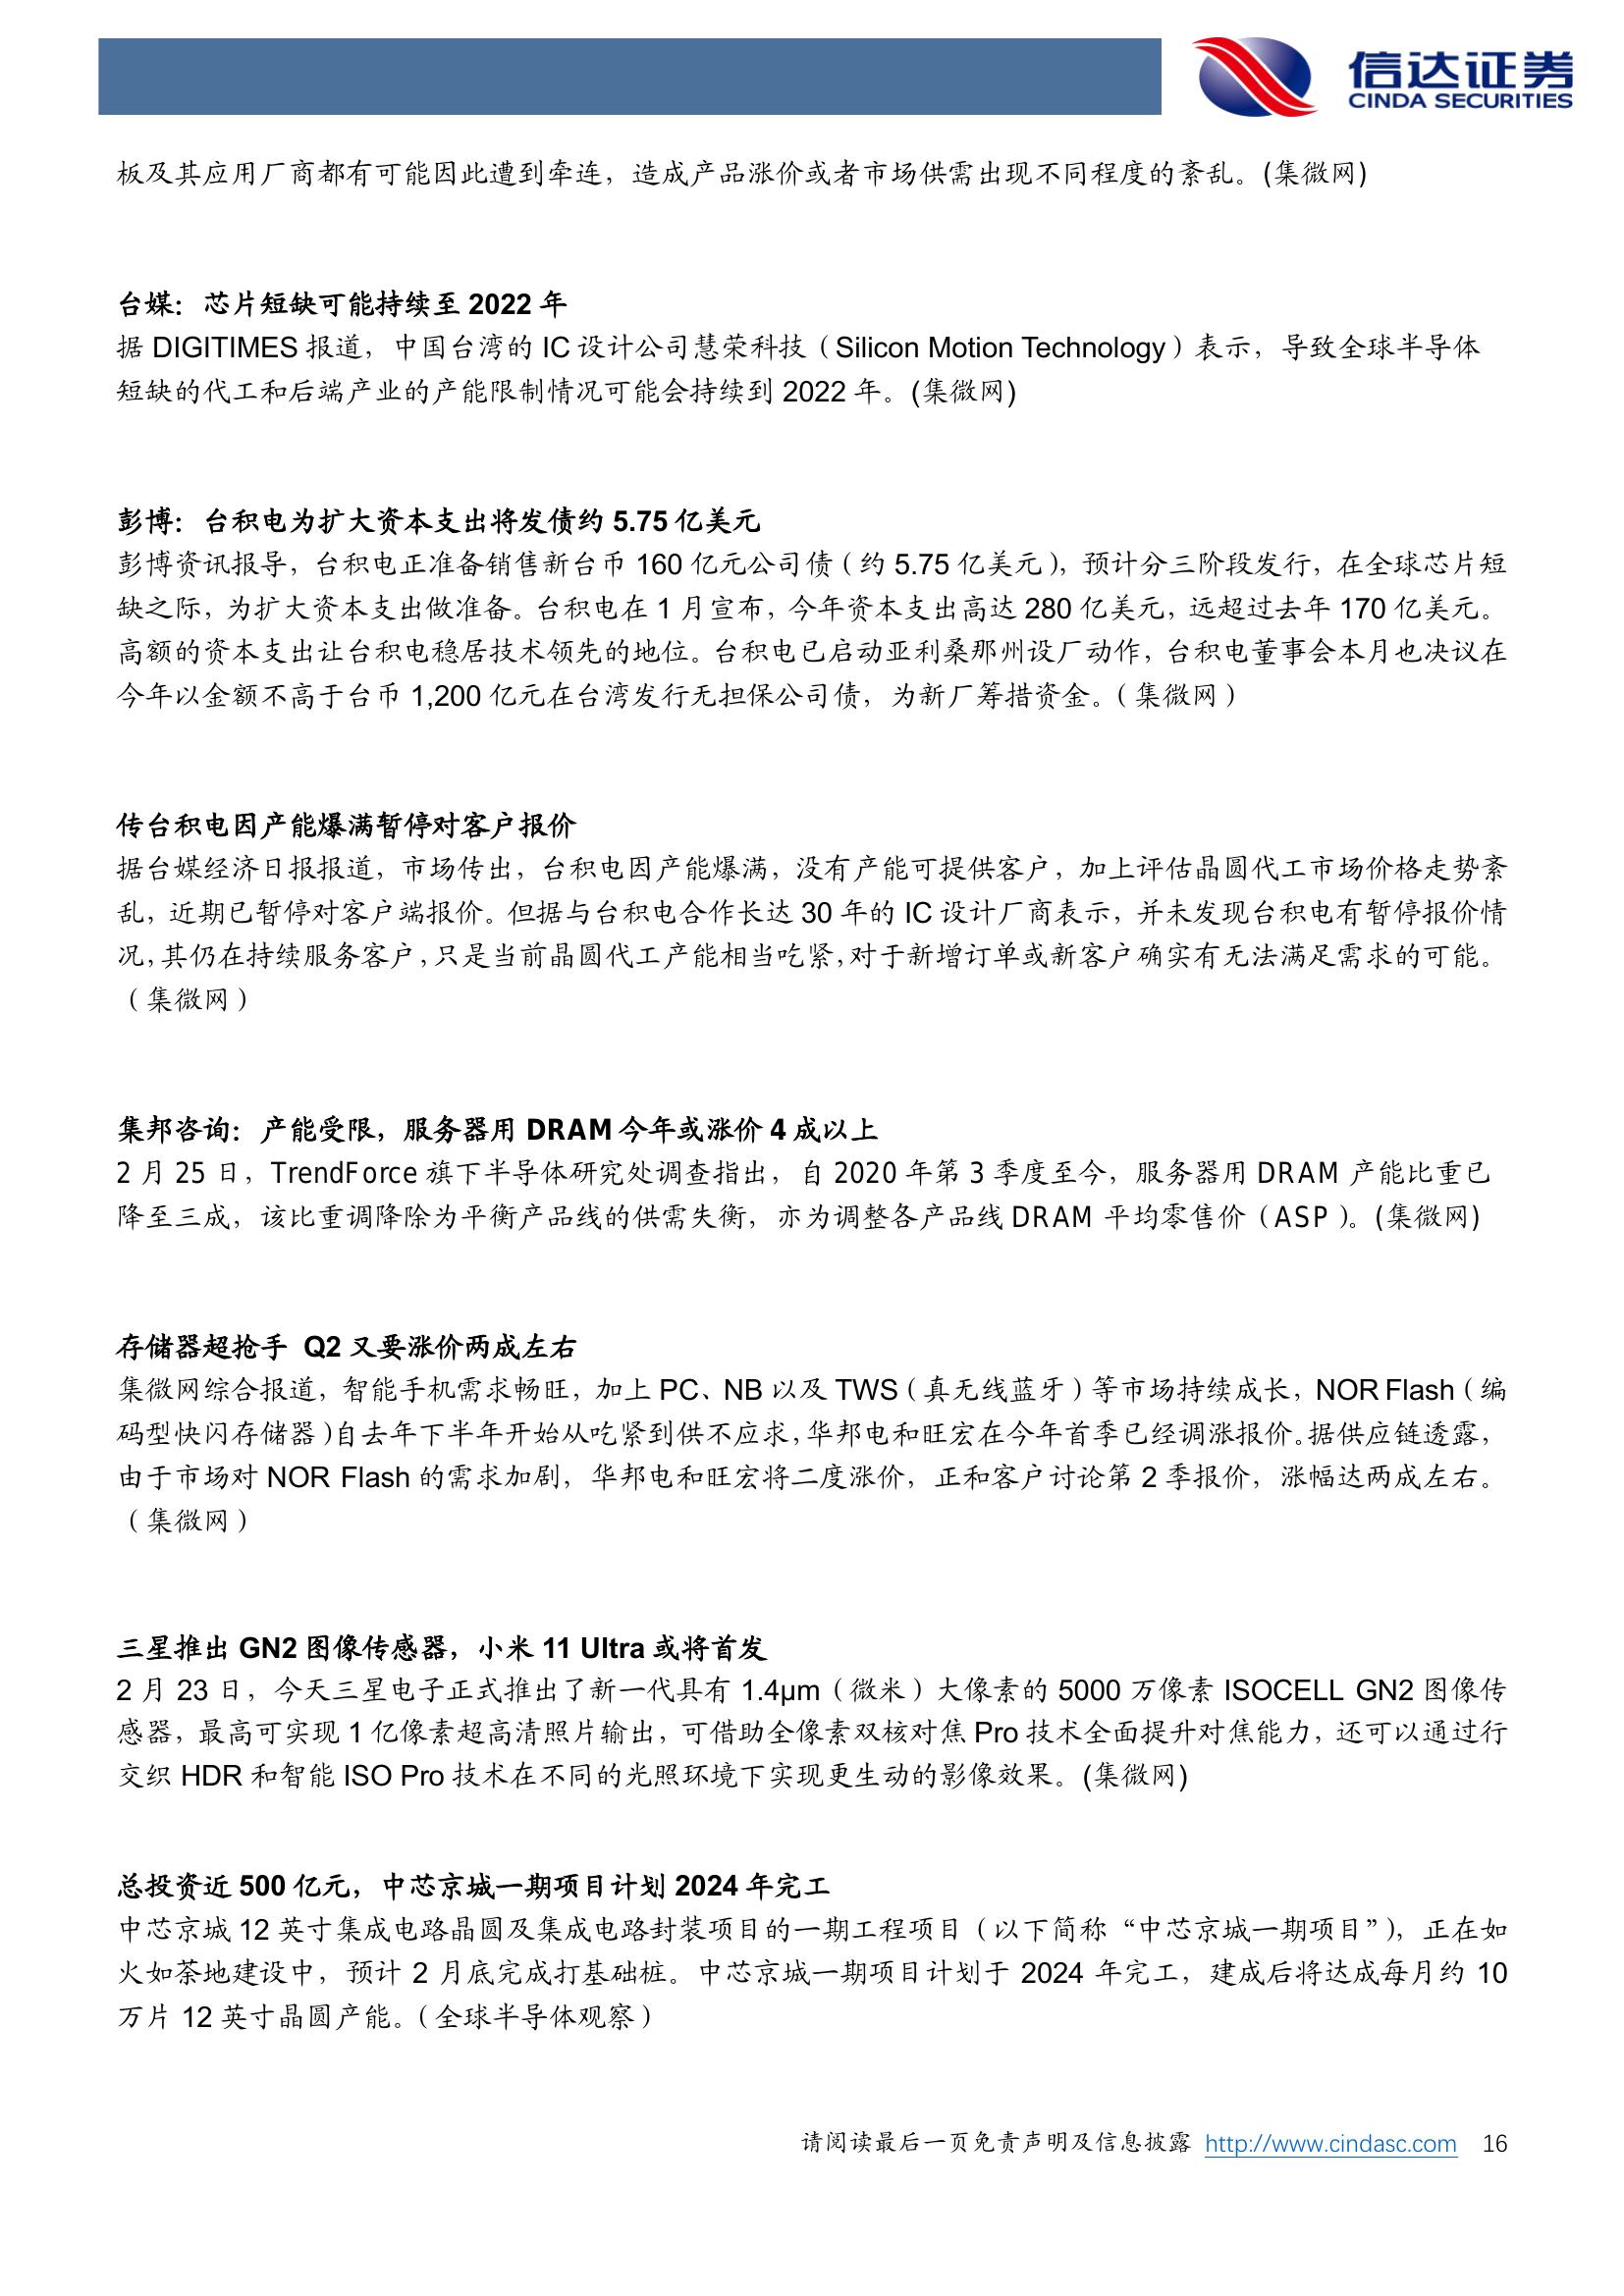 信达证券
CINDA SECURITIES
板及其应用厂商都有可能因此遭到牵连，造成产品涨价或者市场供需出现不同程度的紊乱。(集微网)
台媒：芯片短缺可能持续至 2022 年
据 DIGITIMES 报道，中国台湾的 IC 设计公司慧荣科技（Silicon Motion Technology）表示，导致全球半导体
短缺的代工和后端产业的产能限制情况可能会持续到 2022 年。(集微网)
彭博：台积电为扩大资本支出将发债约 5.75 亿美元
彭博资讯报导，台积电正准备销售新台币 160 亿元公司债（约 5.75 亿美元），预计分三阶段发行，在全球芯片短
缺之际，为扩大资本支出做准备。台积电在 1 月宣布，今年资本支出高达 280 亿美元，远超过去年 170 亿美元。
高额的资本支出让台积电稳居技术领先的地位。台积电已启动亚利桑那州设厂动作，台积电董事会本月也决议在
今年以金额不高于台币 1,200 亿元在台湾发行无担保公司债，为新厂筹措资金。（集微网）
传台积电因产能爆满暂停对客户报价
据台媒经济日报报道，市场传出，台积电因产能爆满，没有产能可提供客户，加上评估晶圆代工市场价格走势紊
乱，近期已暂停对客户端报价。但据与台积电合作长达 30 年的 IC 设计厂商表示，并未发现台积电有暂停报价情
况，其仍在持续服务客户，只是当前晶圆代工产能相当吃紧，对于新增订单或新客户确实有无法满足需求的可能。
（集微网）
集邦咨询：产能受限，服务器用 DRAM 今年或涨价 4 成以上
2 月 25 日，TrendForce 旗下半导体研究处调查指出，自 2020 年第 3 季度至今，服务器用 DRAM 产能比重已
降至三成，该比重调降除为平衡产品线的供需失衡，亦为调整各产品线 DRAM 平均零售价（ASP）。(集微网)
存储器超抢手 Q2 又要涨价两成左右
集微网综合报道，智能手机需求畅旺，加上 PC、NB 以及 TWS（真无线蓝牙）等市场持续成长，NOR Flash（编
码型快闪存储器）自去年下半年开始从吃紧到供不应求，华邦电和旺宏在今年首季已经调涨报价。据供应链透露，
由于市场对 NOR Flash 的需求加剧，华邦电和旺宏将二度涨价，正和客户讨论第 2 季报价，涨幅达两成左右。
（集微网）
三星推出 GN2 图像传感器，小米 11 Ultra 或将首发
2 月 23 日，今天三星电子正式推出了新一代具有 1.4μm（微米）大像素的 5000 万像素 ISOCELL GN2 图像传
感器，最高可实现 1 亿像素超高清照片输出，可借助全像素双核对焦 Pro 技术全面提升对焦能力，还可以通过行
交织 HDR 和智能 ISO Pro 技术在不同的光照环境下实现更生动的影像效果。(集微网)
总投资近 500 亿元，中芯京城一期项目计划 2024 年完工
中芯京城 12 英寸集成电路晶圆及集成电路封装项目的一期工程项目（以下简称“中芯京城一期项目”），正在如
火如荼地建设中，预计 2 月底完成打基础桩。中芯京城一期项目计划于 2024 年完工，建成后将达成每月约 10
万片 12 英寸晶圆产能。（全球半导体观察）
请阅读最后一页免责声明及信息披露 http://www.cindasc.com 16